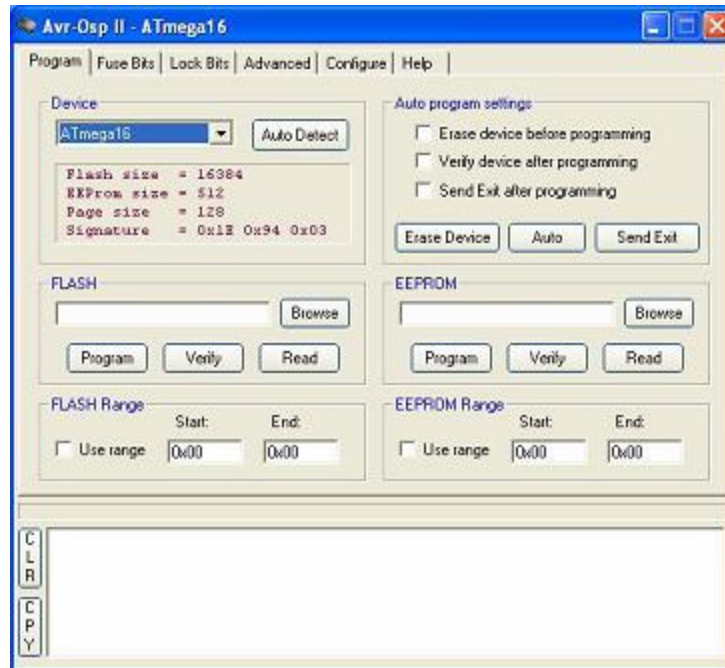 Avr-Osp II - ATmega16
Program Fuse Bits Lock Bits Advanced Configure Help
Device
ATmega16 Auto Detect
Flash size = 16384
EEProm size = 512
Page size = 128
Signature = 0x1E 0x94 0x03
Auto program settings
Erase device before programming
Verify device after programming
Send Exit after programming
Erase Device Auto Send Exit
FLASH
Browse
Program Verify Read
EEPROM
Browse
Program Verify Read
FLASH Range
Start: End:
Use range 0x00 0x00
EEPROM Range
Start: End:
Use range 0x00 0x00
CLR
CPY